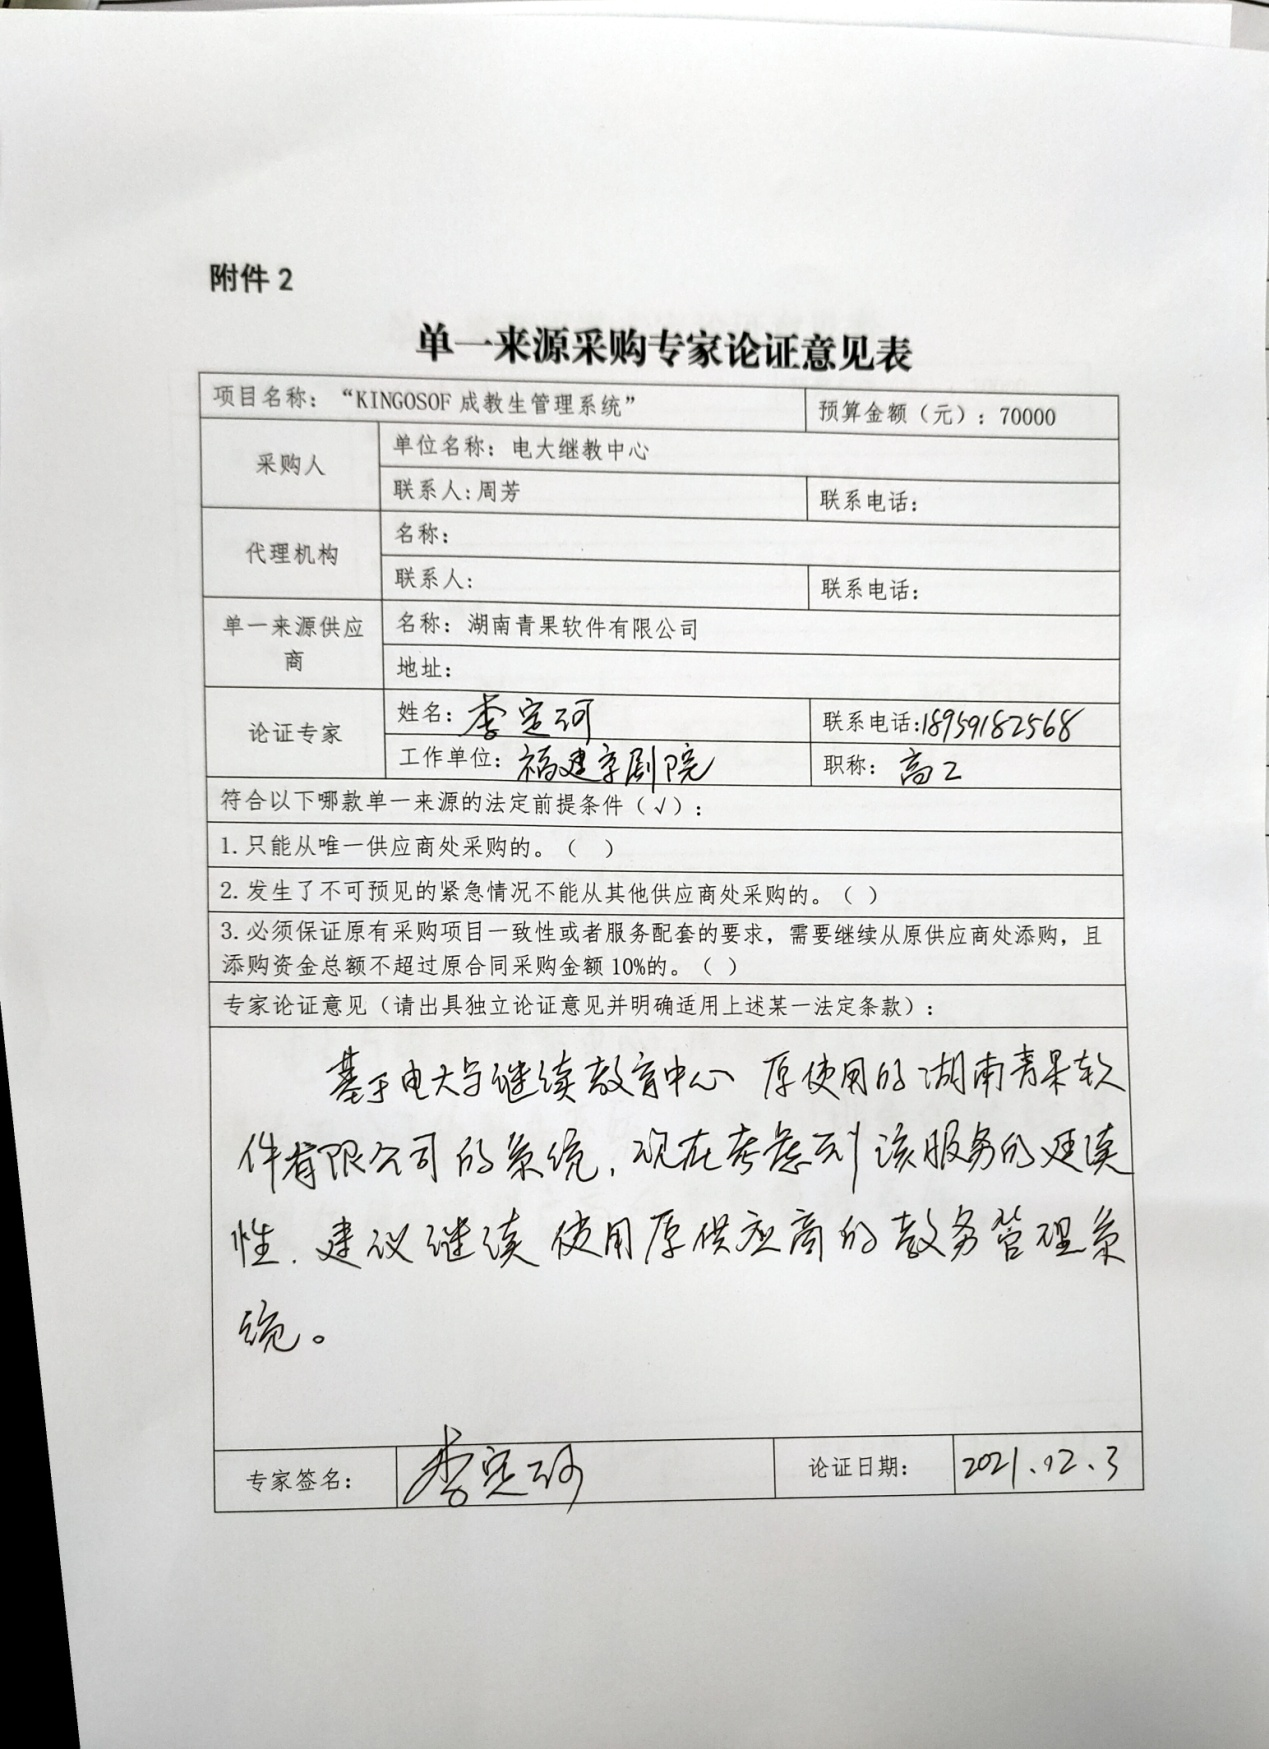 附件 2
单一来源采购专家论证意见表
项目名称：“KINGOSOF 成教生管理系统” 预算金额（元）：70000
采购人 单位名称：电大继教中心
联系人：周芳 联系电话：
代理机构 名称：
联系人： 联系电话：
单一来源供应商 名称：湖南青果软件有限公司
地址：
论证专家 姓名：李定河 联系电话：18959182568
工作单位：福建京剧院 职称：高工
符合以下哪款单一来源的法定前提条件（√）：
1.只能从唯一供应商处采购的。（ ）
2.发生了不可预见的紧急情况不能从其他供应商处采购的。（ ）
3.必须保证原有采购项目一致性或者服务配套的要求，需要继续从原供应商处添购，且
添购资金总额不超过原合同采购金额 10%的。（ ）
专家论证意见（请出具独立论证意见并明确适用上述某一法定条款）：
基于电大与继续教育中心 原使用的湖南青果软
件有限公司的系统，现在考虑到该服务的延续
性．建议继续使用原供应商的教务管理系
统。
专家签名： 李定河 论证日期： 2021.12.3